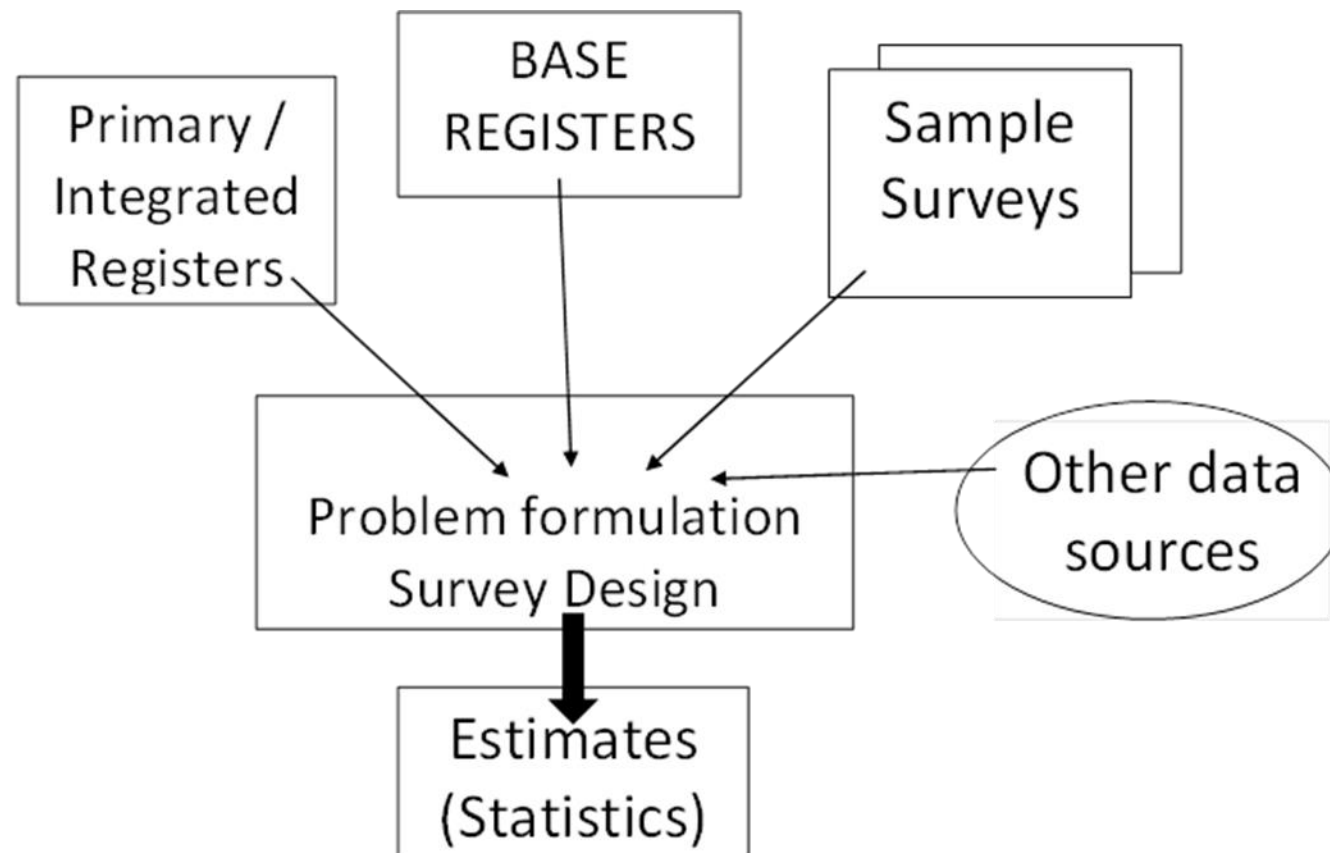 Primary /
Integrated
Registers
BASE
REGISTERS
Sample
Surveys
Problem formulation
Survey Design
Other data
sources
Estimates
(Statistics)